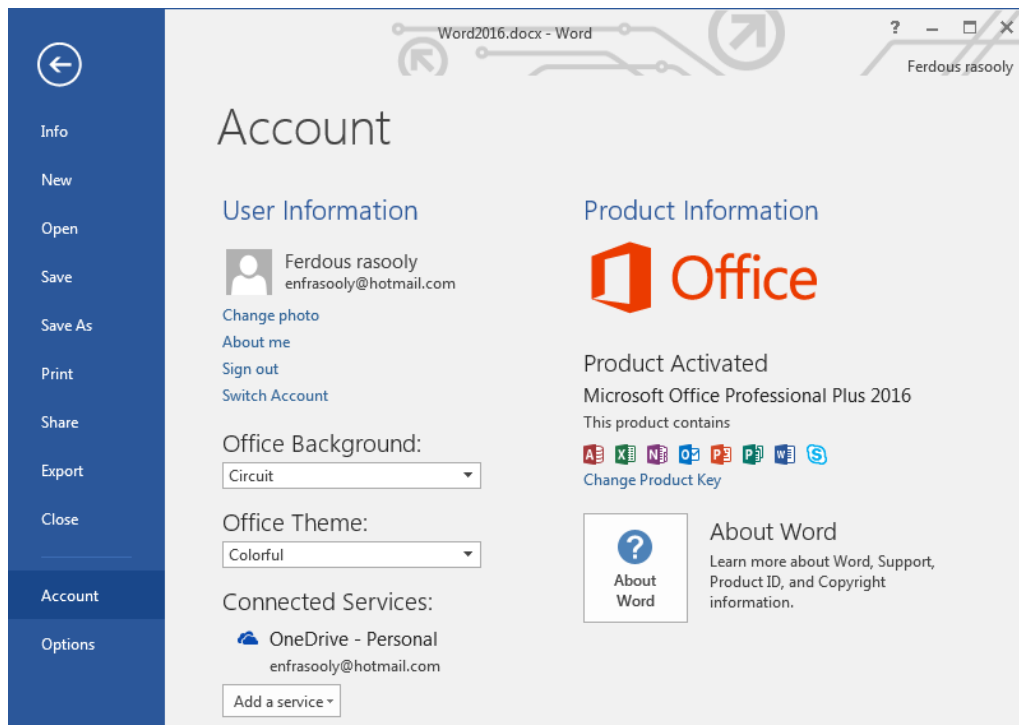 Word2016.docx - Word
?
Ferdous rasooly
Info
New
Open
Save
Save As
Print
Share
Export
Close
Account
Options
Account
User Information
Ferdous rasooly
enfrasooly@hotmail.com
Change photo
About me
Sign out
Switch Account
Office Background:
Circuit
Office Theme:
Colorful
Connected Services:
OneDrive - Personal
enfrasooly@hotmail.com
Add a service
Product Information
Office
Product Activated
Microsoft Office Professional Plus 2016
This product contains
A X N O P P W S
Change Product Key
?
About
Word
About Word
Learn more about Word, Support,
Product ID, and Copyright
information.